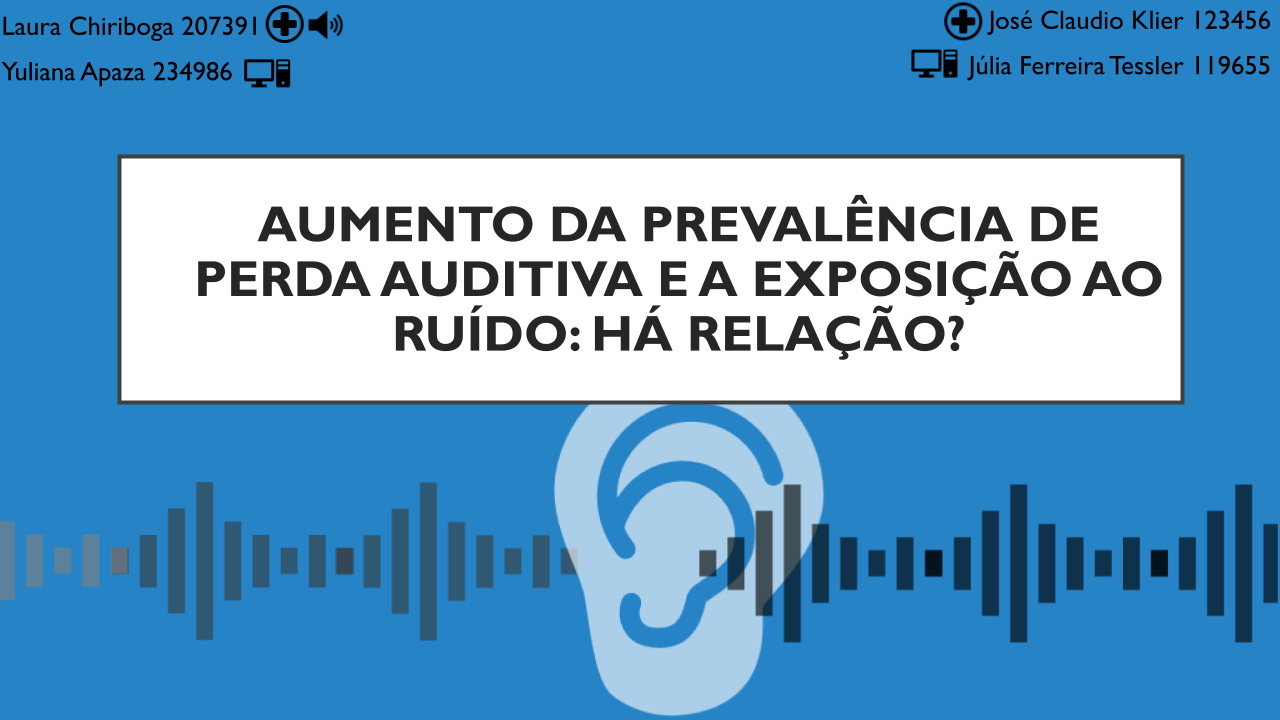 Laura Chiriboga 207391
Yuliana Apaza 234986
José Claudio Klier 123456
Júlia Ferreira Tessler 119655
AUMENTO DA PREVALÊNCIA DE
PERDA AUDITIVA E A EXPOSIÇÃO AO
RUÍDO: HÁ RELAÇÃO?